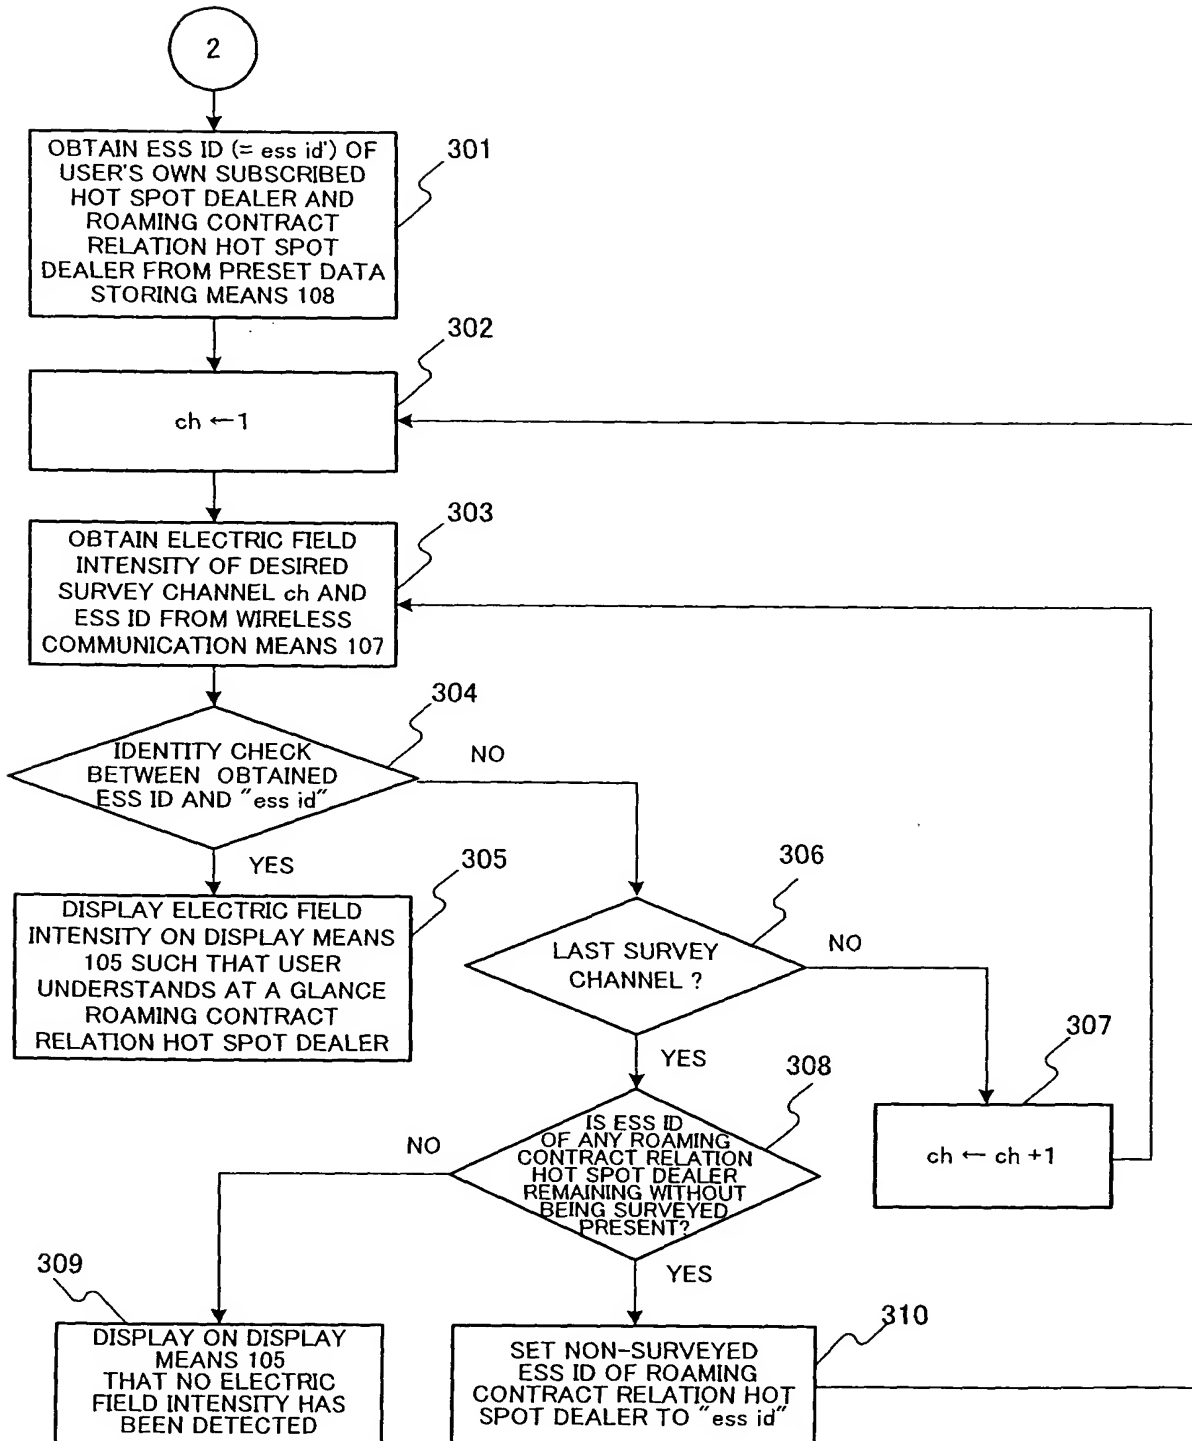 2
OBTAIN ESS ID (= ess id') OF
USER'S OWN SUBSCRIBED
HOT SPOT DEALER AND
ROAMING CONTRACT
RELATION HOT SPOT
DEALER FROM PRESET DATA
STORING MEANS 108
301
302
ch ←1
303
OBTAIN ELECTRIC FIELD
INTENSITY OF DESIRED
SURVEY CHANNEL ch AND
ESS ID FROM WIRELESS
COMMUNICATION MEANS 107
304
IDENTITY CHECK
BETWEEN OBTAINED
ESS ID AND "ess id"
NO
YES
305
DISPLAY ELECTRIC FIELD
INTENSITY ON DISPLAY MEANS
105 SUCH THAT USER
UNDERSTANDS AT A GLANCE
ROAMING CONTRACT
RELATION HOT SPOT DEALER
306
LAST SURVEY
CHANNEL ?
NO
YES
307
ch ← ch +1
308
IS ESS ID
OF ANY ROAMING
CONTRACT RELATION
HOT SPOT DEALER
REMAINING WITHOUT
BEING SURVEYED
PRESENT?
NO
YES
309
DISPLAY ON DISPLAY
MEANS 105
THAT NO ELECTRIC
FIELD INTENSITY HAS
BEEN DETECTED
310
SET NON-SURVEYED
ESS ID OF ROAMING
CONTRACT RELATION HOT
SPOT DEALER TO "ess id"